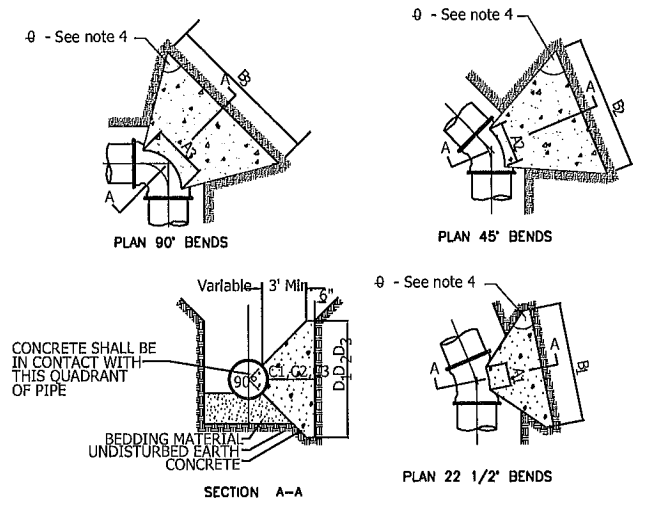 θ - See note 4
A
B3
A3
A
PLAN 90° BENDS
θ - See note 4
A
B2
A2
A
PLAN 45° BENDS
Variable
3' Min
6"
CONCRETE SHALL BE
IN CONTACT WITH
THIS QUADRANT
OF PIPE
90°
C1,C2,C3
D1,D2,D3
BEDDING MATERIAL
UNDISTURBED EARTH
CONCRETE
SECTION A-A
θ - See note 4
A
B1
A1
A
PLAN 22 1/2° BENDS